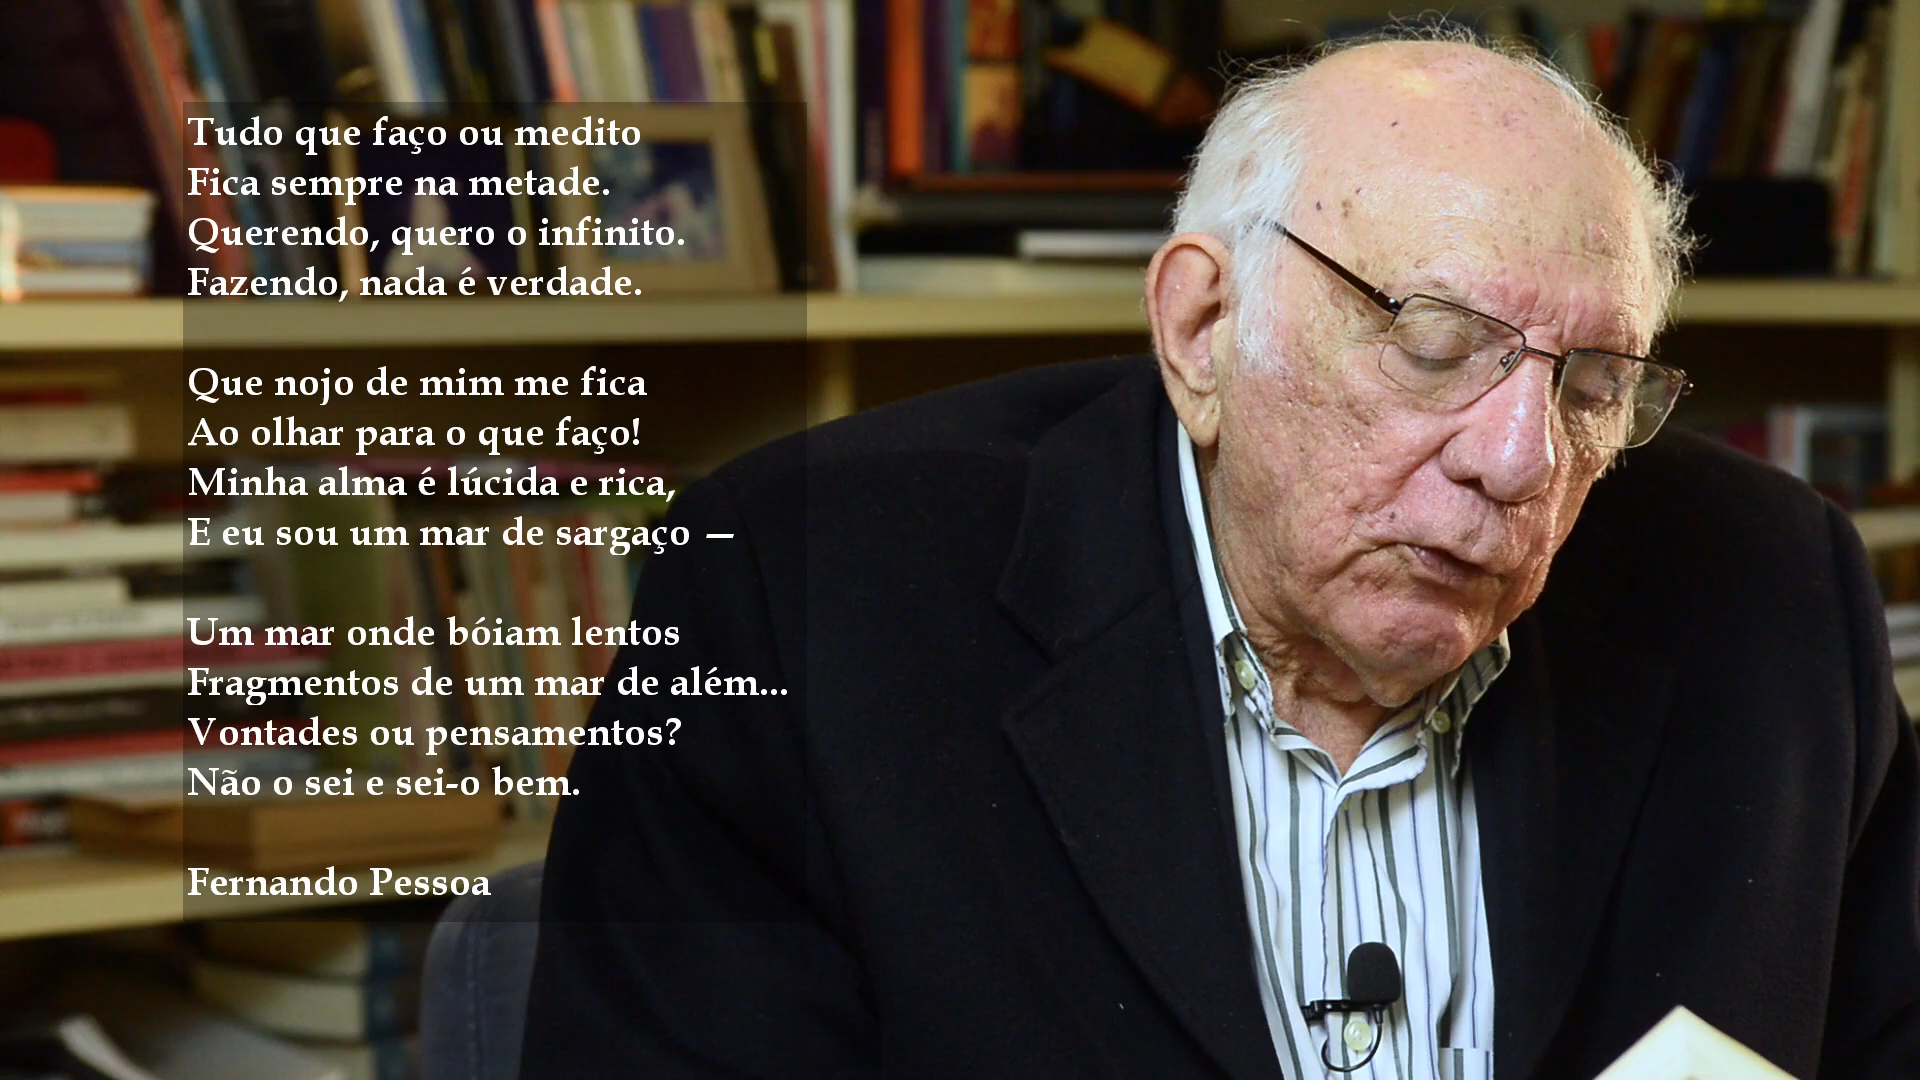 Tudo que faço ou medito
Fica sempre na metade.
Querendo, quero o infinito.
Fazendo, nada é verdade.
Que nojo de mim me fica
Ao olhar para o que faço!
Minha alma é lúcida e rica,
E eu sou um mar de sargaço —
Um mar onde bóiam lentos
Fragmentos de um mar de além...
Vontades ou pensamentos?
Não o sei e sei-o bem.
Fernando Pessoa